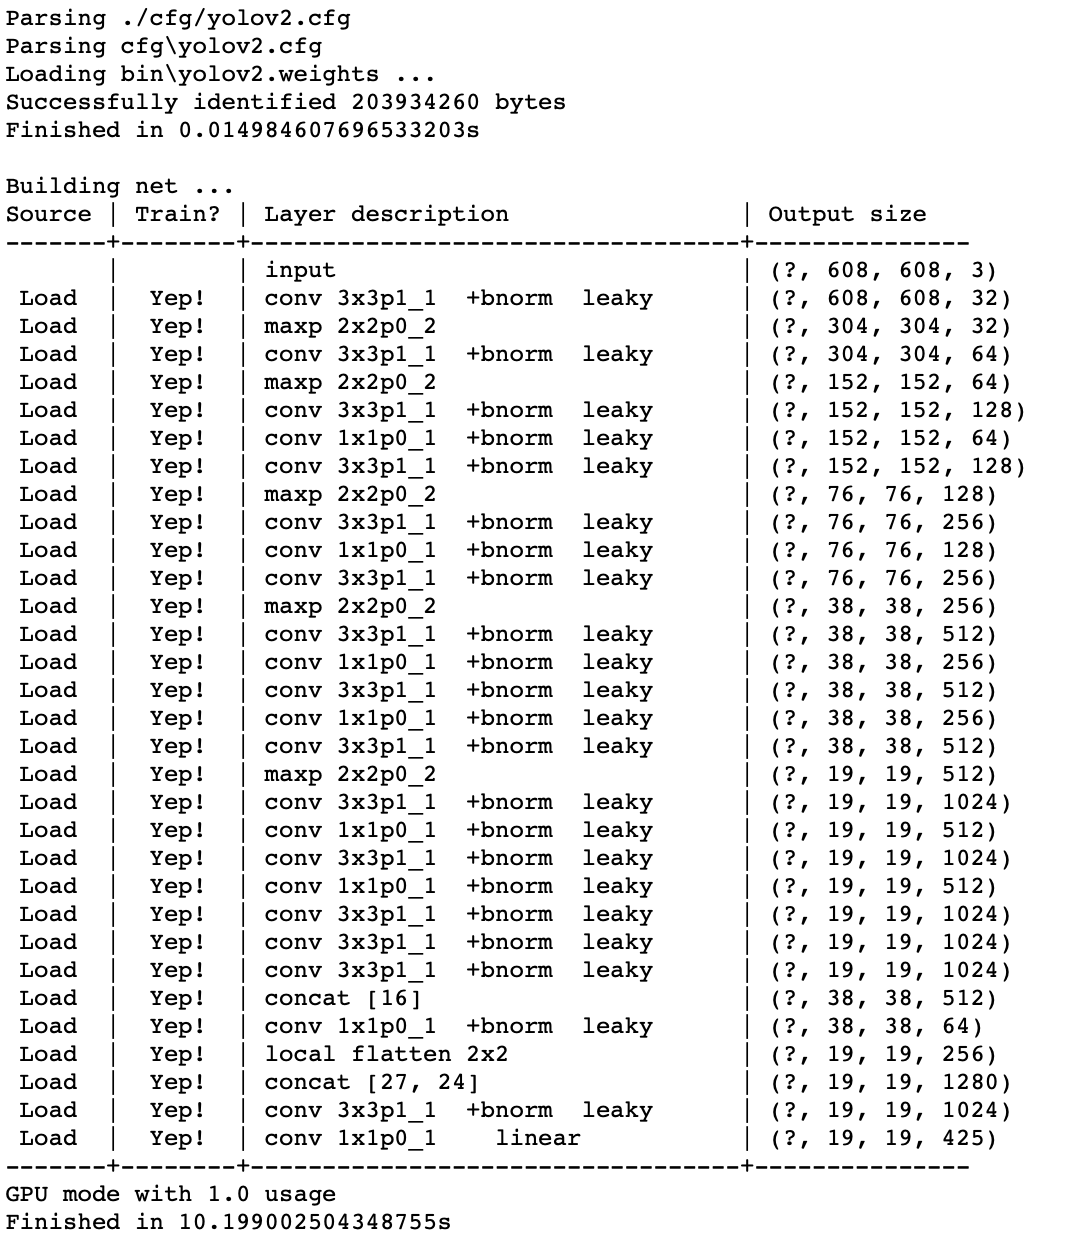 Parsing ./cfg/yolov2.cfg
Parsing cfg\yolov2.cfg
Loading bin\yolov2.weights ...
Successfully identified 203934260 bytes
Finished in 0.014984607696533203s
Building net ...
Source | Train? | Layer description                | Output size
-------+--------+----------------------------------+---------------
       |        | input                            | (?, 608, 608, 3)
 Load  |  Yep!  | conv 3x3p1_1  +bnorm  leaky      | (?, 608, 608, 32)
 Load  |  Yep!  | maxp 2x2p0_2                     | (?, 304, 304, 32)
 Load  |  Yep!  | conv 3x3p1_1  +bnorm  leaky      | (?, 304, 304, 64)
 Load  |  Yep!  | maxp 2x2p0_2                     | (?, 152, 152, 64)
 Load  |  Yep!  | conv 3x3p1_1  +bnorm  leaky      | (?, 152, 152, 128)
 Load  |  Yep!  | conv 1x1p0_1  +bnorm  leaky      | (?, 152, 152, 64)
 Load  |  Yep!  | conv 3x3p1_1  +bnorm  leaky      | (?, 152, 152, 128)
 Load  |  Yep!  | maxp 2x2p0_2                     | (?, 76, 76, 128)
 Load  |  Yep!  | conv 3x3p1_1  +bnorm  leaky      | (?, 76, 76, 256)
 Load  |  Yep!  | conv 1x1p0_1  +bnorm  leaky      | (?, 76, 76, 128)
 Load  |  Yep!  | conv 3x3p1_1  +bnorm  leaky      | (?, 76, 76, 256)
 Load  |  Yep!  | maxp 2x2p0_2                     | (?, 38, 38, 256)
 Load  |  Yep!  | conv 3x3p1_1  +bnorm  leaky      | (?, 38, 38, 512)
 Load  |  Yep!  | conv 1x1p0_1  +bnorm  leaky      | (?, 38, 38, 256)
 Load  |  Yep!  | conv 3x3p1_1  +bnorm  leaky      | (?, 38, 38, 512)
 Load  |  Yep!  | conv 1x1p0_1  +bnorm  leaky      | (?, 38, 38, 256)
 Load  |  Yep!  | conv 3x3p1_1  +bnorm  leaky      | (?, 38, 38, 512)
 Load  |  Yep!  | maxp 2x2p0_2                     | (?, 19, 19, 512)
 Load  |  Yep!  | conv 3x3p1_1  +bnorm  leaky      | (?, 19, 19, 1024)
 Load  |  Yep!  | conv 1x1p0_1  +bnorm  leaky      | (?, 19, 19, 512)
 Load  |  Yep!  | conv 3x3p1_1  +bnorm  leaky      | (?, 19, 19, 1024)
 Load  |  Yep!  | conv 1x1p0_1  +bnorm  leaky      | (?, 19, 19, 512)
 Load  |  Yep!  | conv 3x3p1_1  +bnorm  leaky      | (?, 19, 19, 1024)
 Load  |  Yep!  | conv 3x3p1_1  +bnorm  leaky      | (?, 19, 19, 1024)
 Load  |  Yep!  | conv 3x3p1_1  +bnorm  leaky      | (?, 19, 19, 1024)
 Load  |  Yep!  | concat [16]                      | (?, 38, 38, 512)
 Load  |  Yep!  | conv 1x1p0_1  +bnorm  leaky      | (?, 38, 38, 64)
 Load  |  Yep!  | local flatten 2x2                | (?, 19, 19, 256)
 Load  |  Yep!  | concat [27, 24]                  | (?, 19, 19, 1280)
 Load  |  Yep!  | conv 3x3p1_1  +bnorm  leaky      | (?, 19, 19, 1024)
 Load  |  Yep!  | conv 1x1p0_1    linear           | (?, 19, 19, 425)
-------+--------+----------------------------------+---------------
GPU mode with 1.0 usage
Finished in 10.199002504348755s